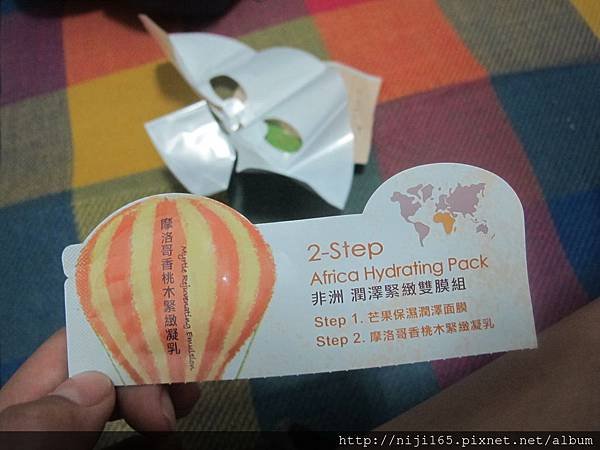 摩洛哥香桃木緊緻凝乳
Myrtle Rejuvenating Emulsion
2-Step
Africa Hydrating Pack
非洲 潤澤緊緻雙膜組
Step 1. 芒果保濕潤澤面膜
Step 2. 摩洛哥香桃木緊緻凝乳
http://niji165.pixnet.net/album